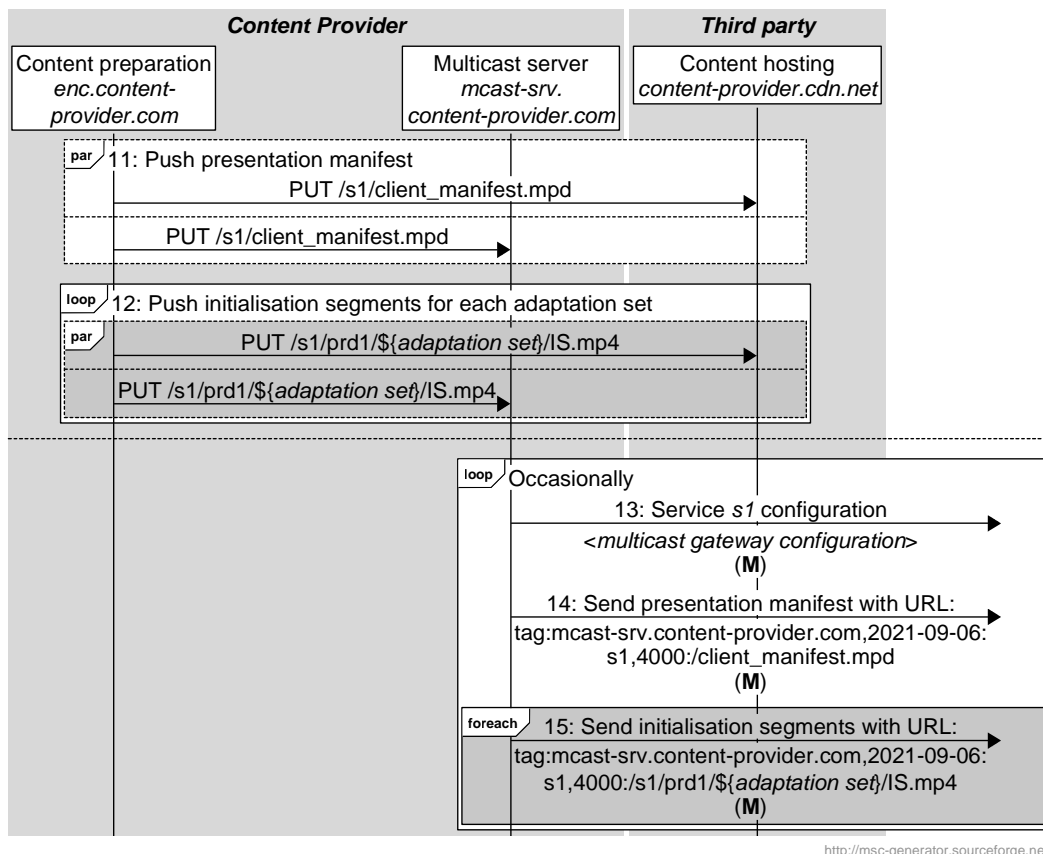 Content Provider
Third party
Content preparation
enc.content-
provider.com
Multicast server
mcast-srv.
content-provider.com
Content hosting
content-provider.cdn.net
par
11: Push presentation manifest
PUT /s1/client_manifest.mpd
PUT /s1/client_manifest.mpd
loop
12: Push initialisation segments for each adaptation set
par
PUT /s1/prd1/${adaptation set}/IS.mp4
PUT /s1/prd1/${adaptation set}/IS.mp4
loop
Occasionally
13: Service s1 configuration
<multicast gateway configuration>
(M)
14: Send presentation manifest with URL:
tag:mcast-srv.content-provider.com,2021-09-06:
s1,4000:/client_manifest.mpd
(M)
foreach
15: Send initialisation segments with URL:
tag:mcast-srv.content-provider.com,2021-09-06:
s1,4000:/s1/prd1/${adaptation set}/IS.mp4
(M)
http://msc-generator.sourceforge.ne